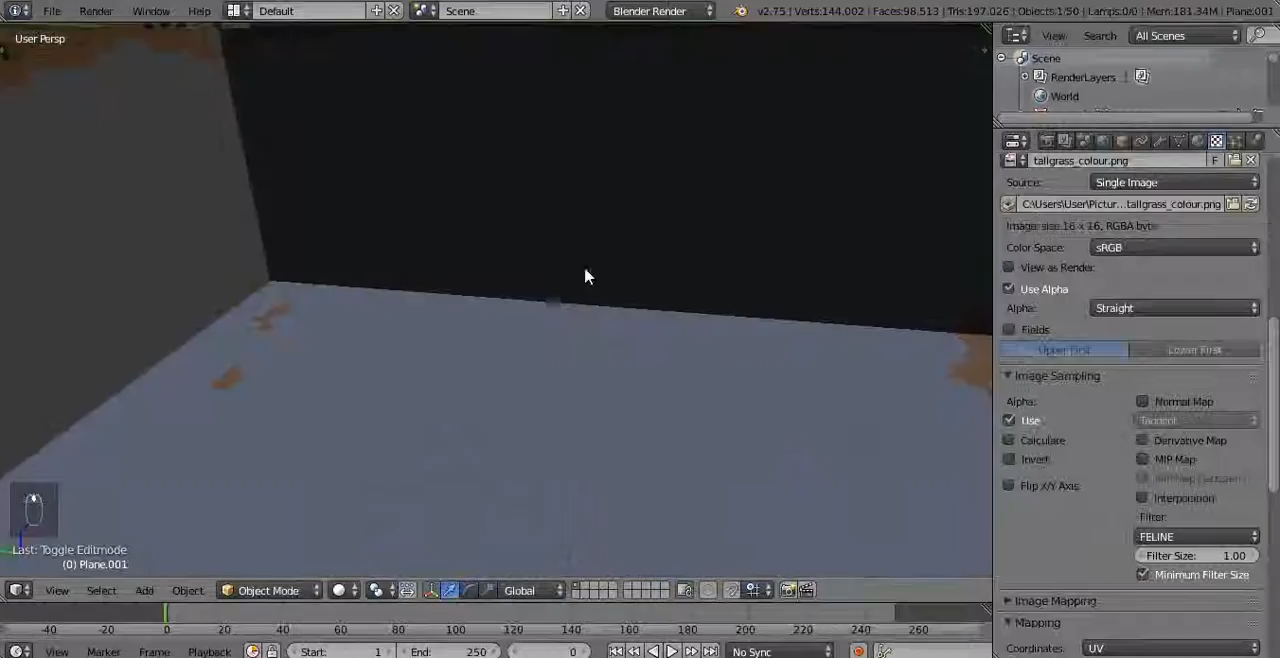 File Render Window Help Default Scene Blender Render v2.75 | Verts:144.002 | Faces:98.513 | Tris:197.026 | Objects:1/50 | Lamps:0/0 | Mem:181.34M | Plane.001
User Persp
View Search All Scenes
Scene
RenderLayers
World
tallgrass_colour.png F
Source: Single Image
C:\Users\User\Pictur...tallgrass_colour.png
Image: size 16 x 16, RGBA byte
Color Space: sRGB
View as Render
Use Alpha
Alpha: Straight
Fields
Upper First Lower First
Image Sampling
Alpha: Normal Map
Use Tangent
Calculate Derivative Map
Invert MIP Map
Flip X/Y Axis
Interpolation
Filter:
FELINE
Filter Size: 1.00
Minimum Filter Size
Image Mapping
Mapping
Coordinates: UV
Last: Toggle Editmode
(0) Plane.001
View Select Add Object Object Mode Global
-40 -20 0 20 40 60 80 100 120 140 160 180 200 220 240 260
View Marker Frame Playback Start: 1 End: 250 0 No Sync